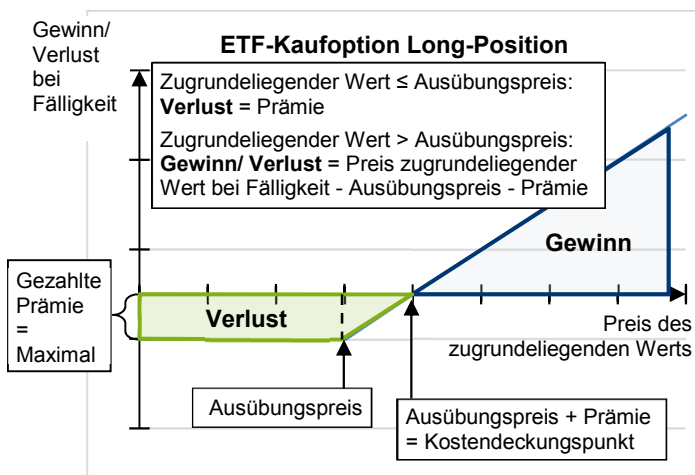 Gewinn/
Verlust
bei
Fälligkeit
ETF-Kaufoption Long-Position
Zugrundeliegender Wert ≤ Ausübungspreis:
Verlust = Prämie
Zugrundeliegender Wert > Ausübungspreis:
Gewinn/ Verlust = Preis zugrundeliegender
Wert bei Fälligkeit - Ausübungspreis - Prämie
Gewinn
Gezahlte
Prämie
=
Maximal
Verlust
Preis des
zugrundeliegenden Werts
Ausübungspreis
Ausübungspreis + Prämie
= Kostendeckungspunkt